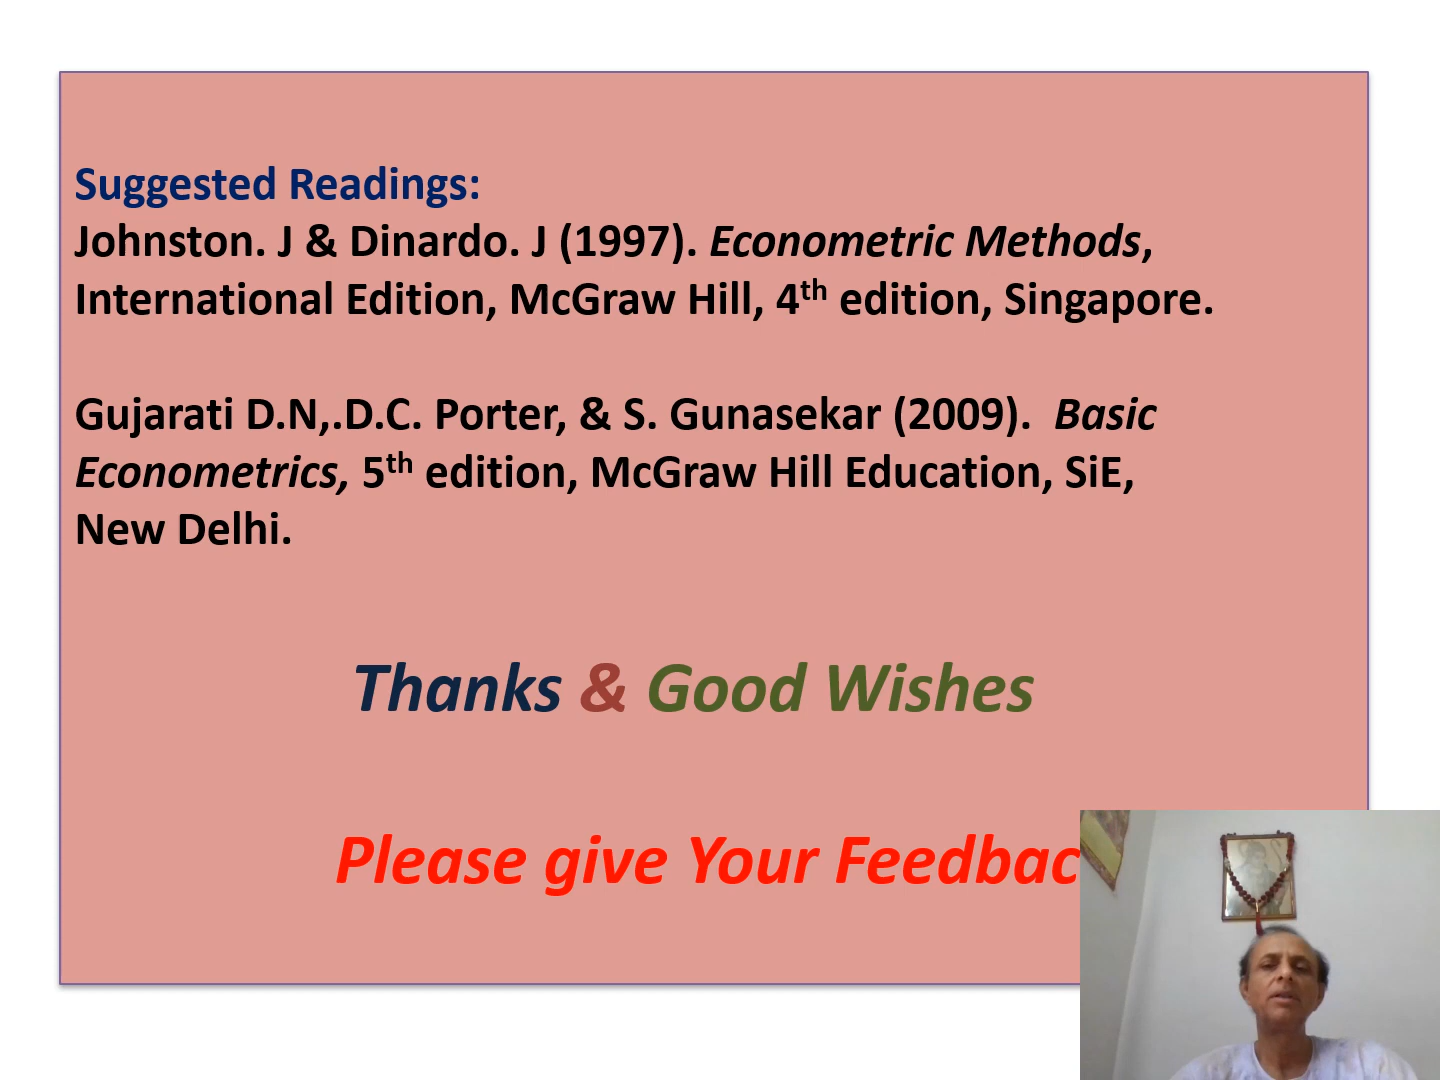 Suggested Readings:
Johnston. J & Dinardo. J (1997). Econometric Methods,
International Edition, McGraw Hill, 4th edition, Singapore.
Gujarati D.N,.D.C. Porter, & S. Gunasekar (2009). Basic
Econometrics, 5th edition, McGraw Hill Education, SiE,
New Delhi.
Thanks & Good Wishes
Please give Your Feedbac